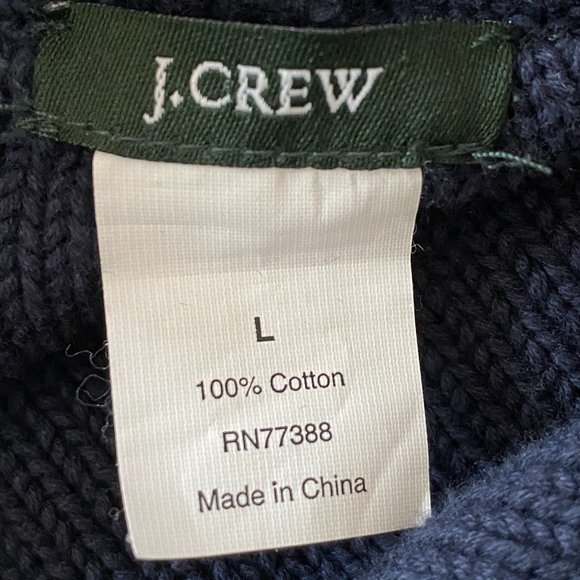 J.CREW
L
100% Cotton
RN77388
Made in China